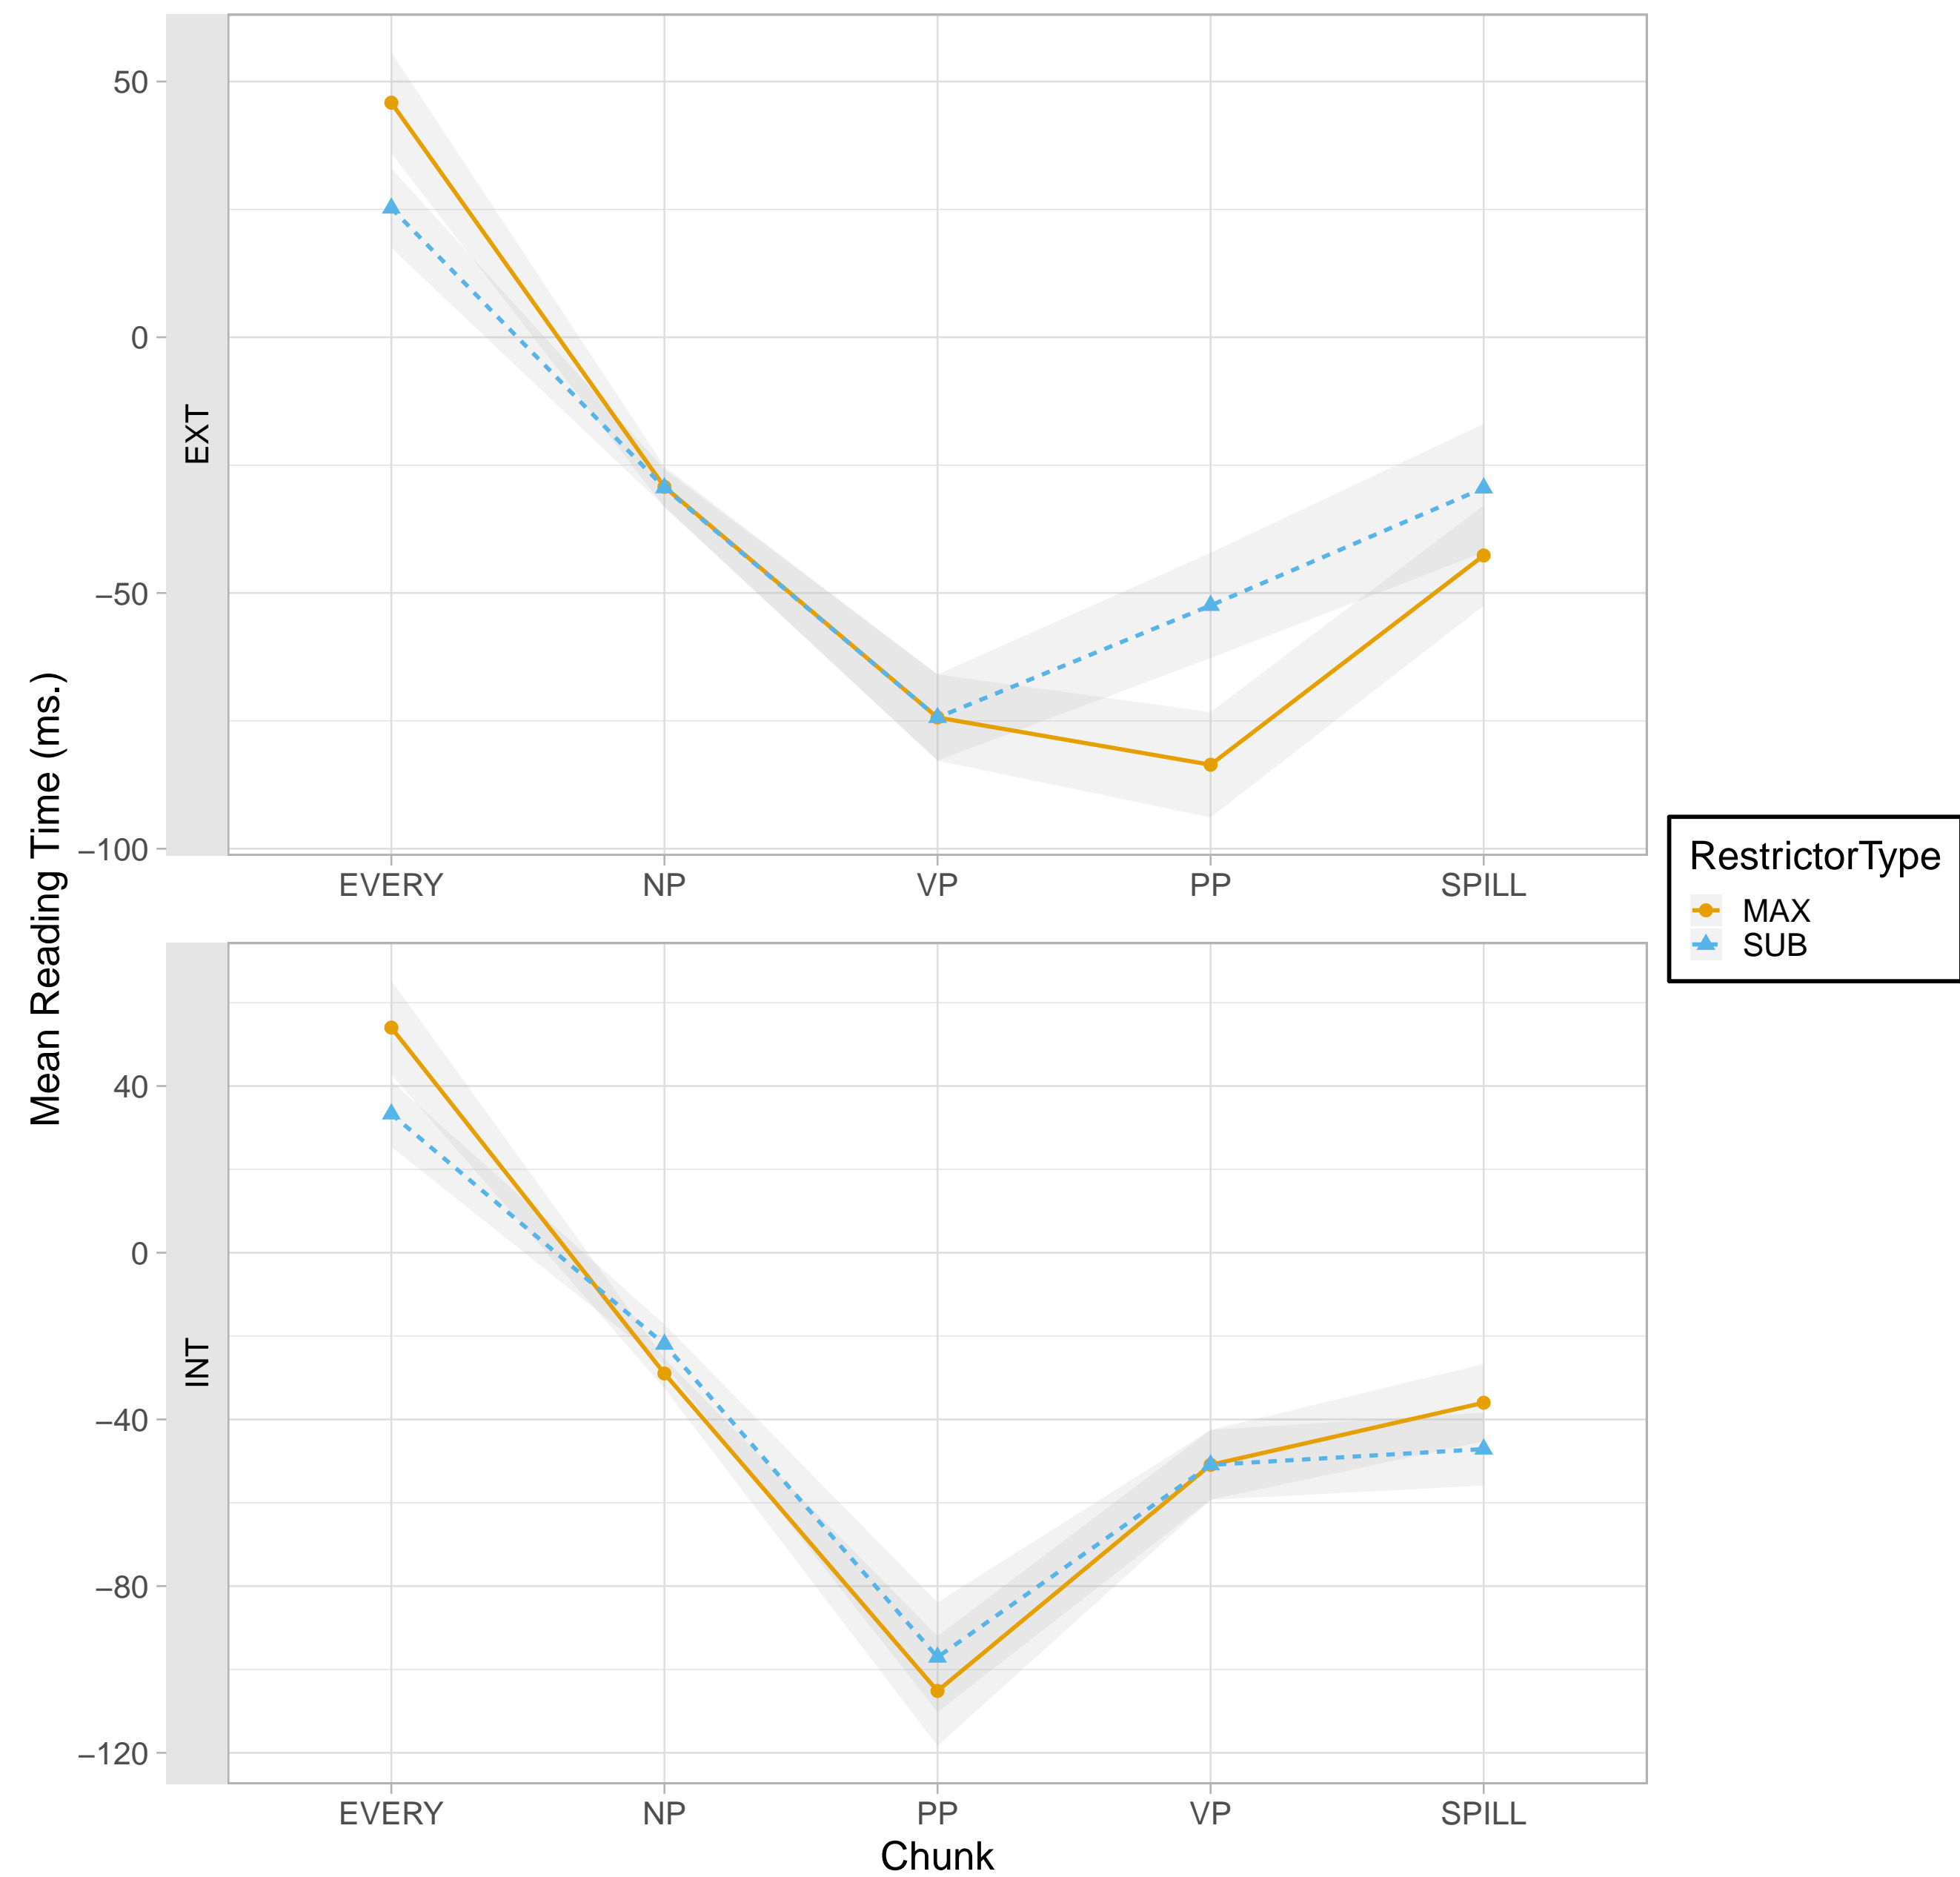 Mean Reading Time (ms.)
EXT
50
0
−50
−100
EVERY NP VP PP SPILL
INT
40
0
−40
−80
−120
EVERY NP PP VP SPILL
Chunk
RestrictorType
MAX
SUB